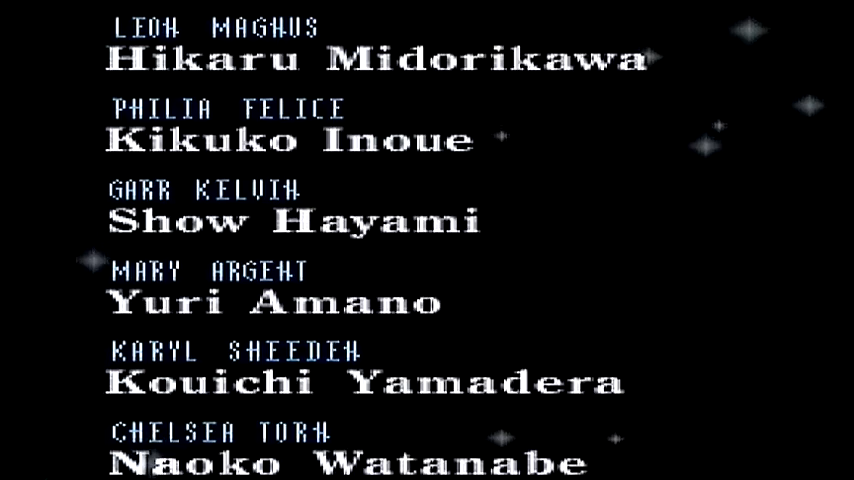 LEON MAGNUS
Hikaru Midorikawa
PHILIA FELICE
Kikuko Inoue
GARR KELVIN
Show Hayami
MARY ARGENT
Yuri Amano
KARYL SHEEDEN
Kouichi Yamadera
CHELSEA TORN
Naoko Watanabe